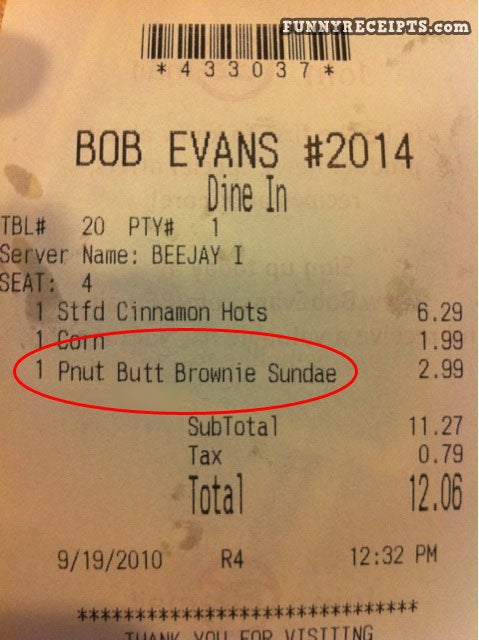 FUNNYRECEIPTS.com
*433037*
BOB EVANS #2014
Dine In
TBL# 20 PTY# 1
Server Name: BEEJAY I
SEAT: 4
1 Stfd Cinnamon Hots 6.29
1 Corn 1.99
1 Pnut Butt Brownie Sundae 2.99
SubTotal 11.27
Tax 0.79
Total 12.06
9/19/2010 R4 12:32 PM
*******************************
THANK YOU FOR VISITING